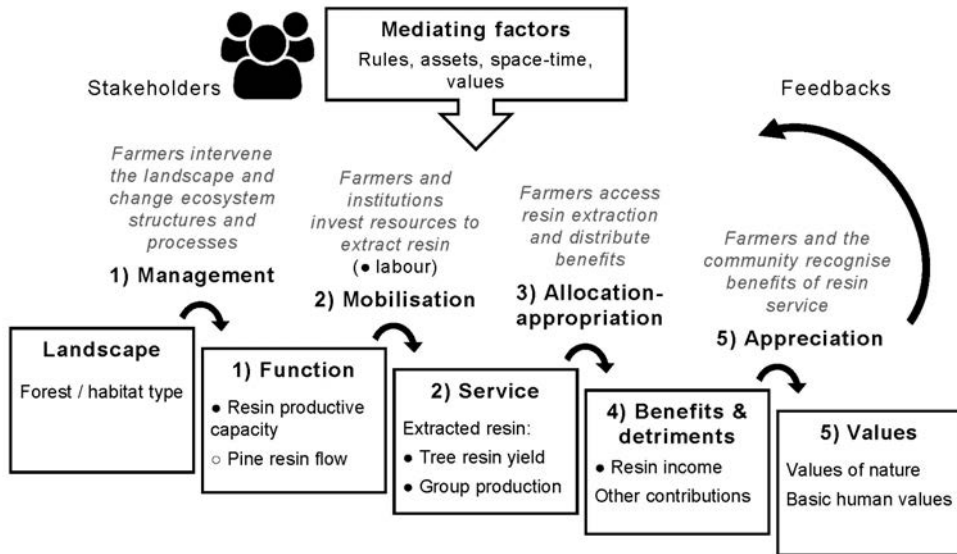 Mediating factors
Rules, assets, space-time,
values
Stakeholders
Feedbacks
Farmers intervene
the landscape and
change ecosystem
structures and
processes
1) Management
Farmers and
institutions
invest resources to
extract resin
(● labour)
2) Mobilisation
Farmers access
resin extraction
and distribute
benefits
3) Allocation-
appropriation
Farmers and the
community recognise
benefits of resin
service
5) Appreciation
Landscape
Forest / habitat type
1) Function
● Resin productive
capacity
○ Pine resin flow
2) Service
Extracted resin:
● Tree resin yield
● Group production
4) Benefits &
detriments
● Resin income
Other contributions
5) Values
Values of nature
Basic human values